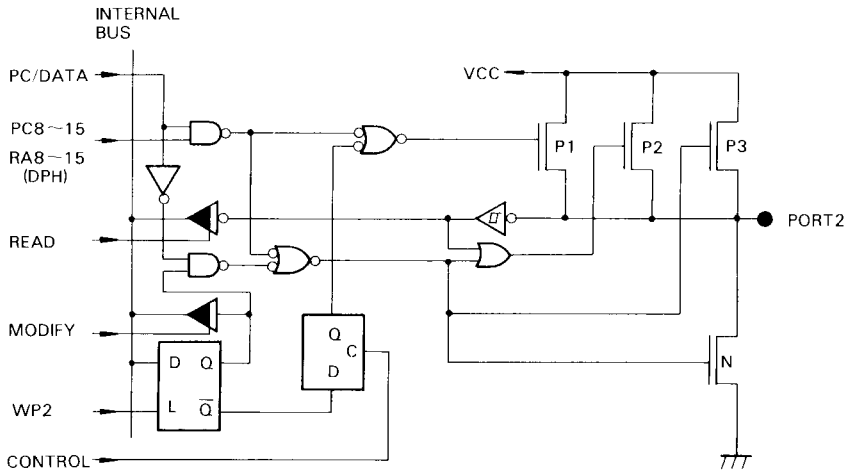 INTERNAL
BUS
PC/DATA
VCC
PC8~15
RA8~15
(DPH)
P1
P2
P3
PORT2
READ
MODIFY
Q
C
D
D Q
L Q̅
N
WP2
CONTROL